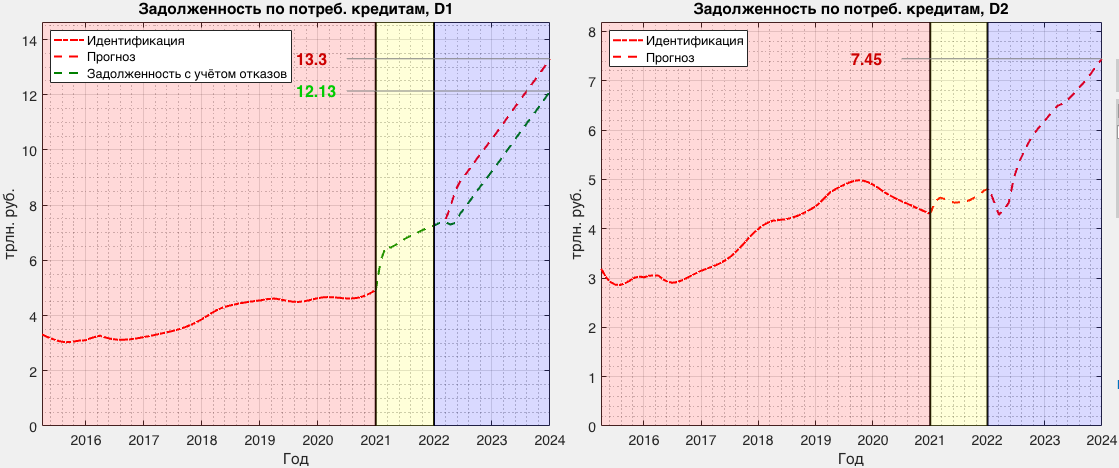 Задолженность по потреб. кредитам, D1
14
12
10
8
6
4
2
0
трлн. руб.
Идентификация
Прогноз
Задолженность с учётом отказов
13.3
12.13
2016 2017 2018 2019 2020 2021 2022 2023 2024
Год
Задолженность по потреб. кредитам, D2
8
7
6
5
4
3
2
1
0
трлн. руб.
Идентификация
Прогноз
7.45
2016 2017 2018 2019 2020 2021 2022 2023 2024
Год